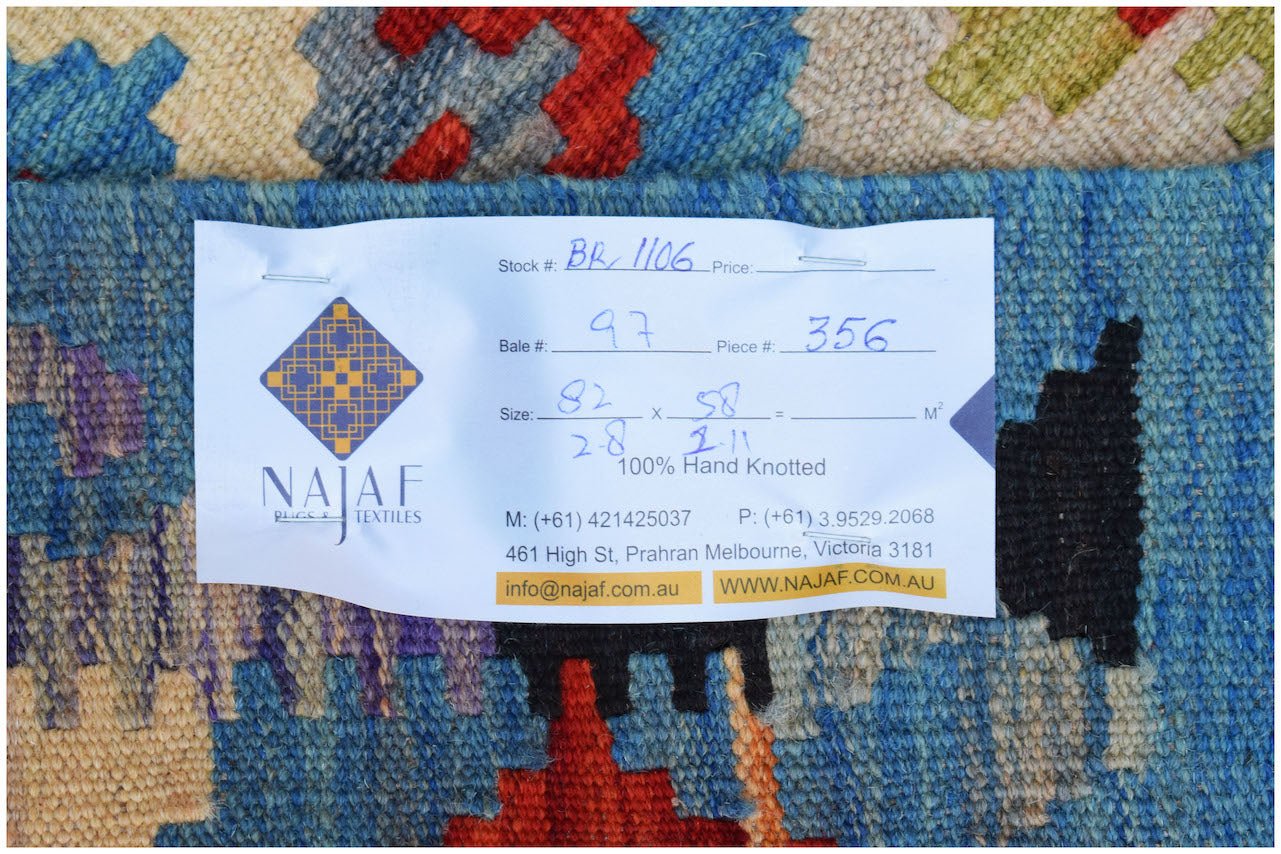 NAJAF
RUGS & TEXTILES
Stock #: BR 1106 Price:
Bale #: 97 Piece #: 356
Size: 82 X 58 = M²
2-8 1-11
100% Hand Knotted
M: (+61) 421425037 P: (+61) 3.9529.2068
461 High St, Prahran Melbourne, Victoria 3181
info@najaf.com.au WWW.NAJAF.COM.AU